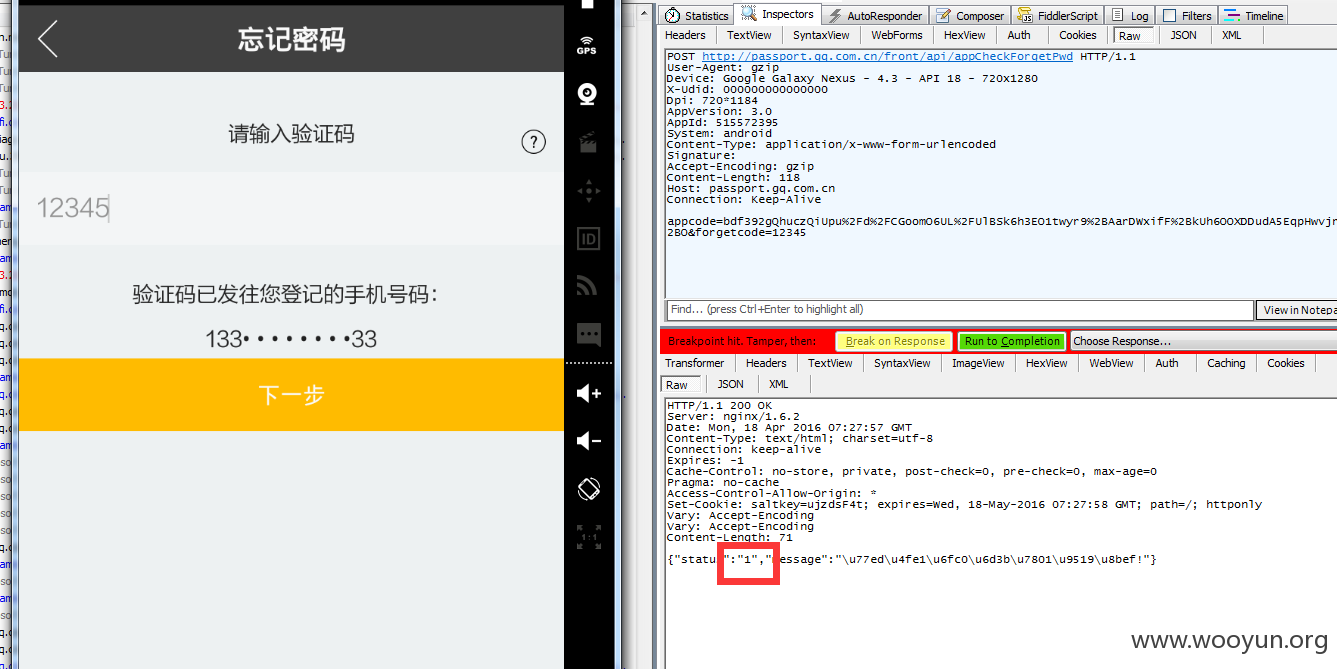 忘记密码
请输入验证码
?
12345
验证码已发往您登记的手机号码：
133••••••••33
下一步
GPS
ID
1:1
Statistics Inspectors AutoResponder Composer FiddlerScript Log Filters Timeline
Headers TextView SyntaxView WebForms HexView Auth Cookies Raw JSON XML
POST http://passport.gq.com.cn/front/api/appCheckForgetPwd HTTP/1.1
User-Agent: gzip
Device: Google Galaxy Nexus - 4.3 - API 18 - 720x1280
X-Udid: 000000000000000
Dpi: 720*1184
AppVersion: 3.0
AppId: 515572395
System: android
Content-Type: application/x-www-form-urlencoded
Signature:
Accept-Encoding: gzip
Content-Length: 118
Host: passport.gq.com.cn
Connection: Keep-Alive
appcode=bdf392gQhuczQiUpu%2Fd%2FCGoomO6UL%2FUlBSk6h3EO1twyr9%2BAarDWxifF%2BkUh6OOXDDudA5EqpHwvjr
2BO&forgetcode=12345
Find... (press Ctrl+Enter to highlight all)
View in Notepa
Breakpoint hit. Tamper, then: Break on Response Run to Completion Choose Response...
Transformer Headers TextView SyntaxView ImageView HexView WebView Auth Caching Cookies
Raw JSON XML
HTTP/1.1 200 OK
Server: nginx/1.6.2
Date: Mon, 18 Apr 2016 07:27:57 GMT
Content-Type: text/html; charset=utf-8
Connection: keep-alive
Expires: -1
Cache-Control: no-store, private, post-check=0, pre-check=0, max-age=0
Pragma: no-cache
Access-Control-Allow-Origin: *
Set-Cookie: saltkey=ujzdsF4t; expires=Wed, 18-May-2016 07:27:58 GMT; path=/; httponly
Vary: Accept-Encoding
Vary: Accept-Encoding
Content-Length: 71
{"statu":"1","essage":"\u77ed\u4fe1\u6fc0\u6d3b\u7801\u9519\u8bef!"}
www.wooyun.org